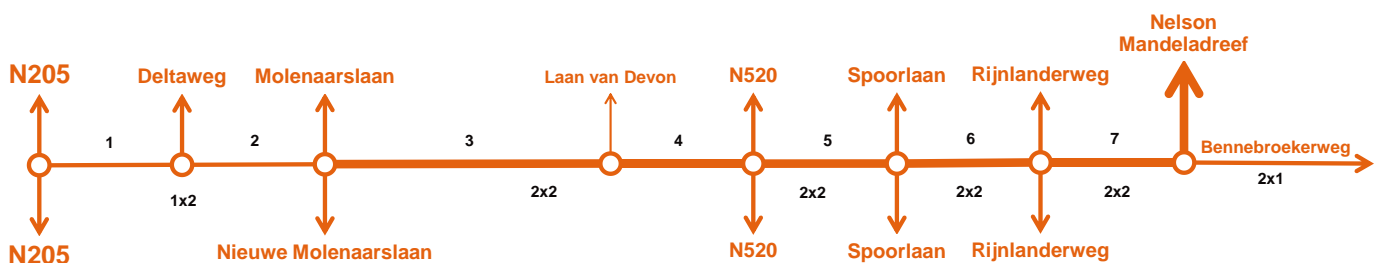 Nelson
Mandeladreef
N205
Deltaweg
Molenaarslaan
Laan van Devon
N520
Spoorlaan
Rijnlanderweg
1
2
3
4
5
6
7
Bennebroekerweg
1x2
2x2
2x2
2x2
2x2
2x1
N205
Nieuwe Molenaarslaan
N520
Spoorlaan
Rijnlanderweg